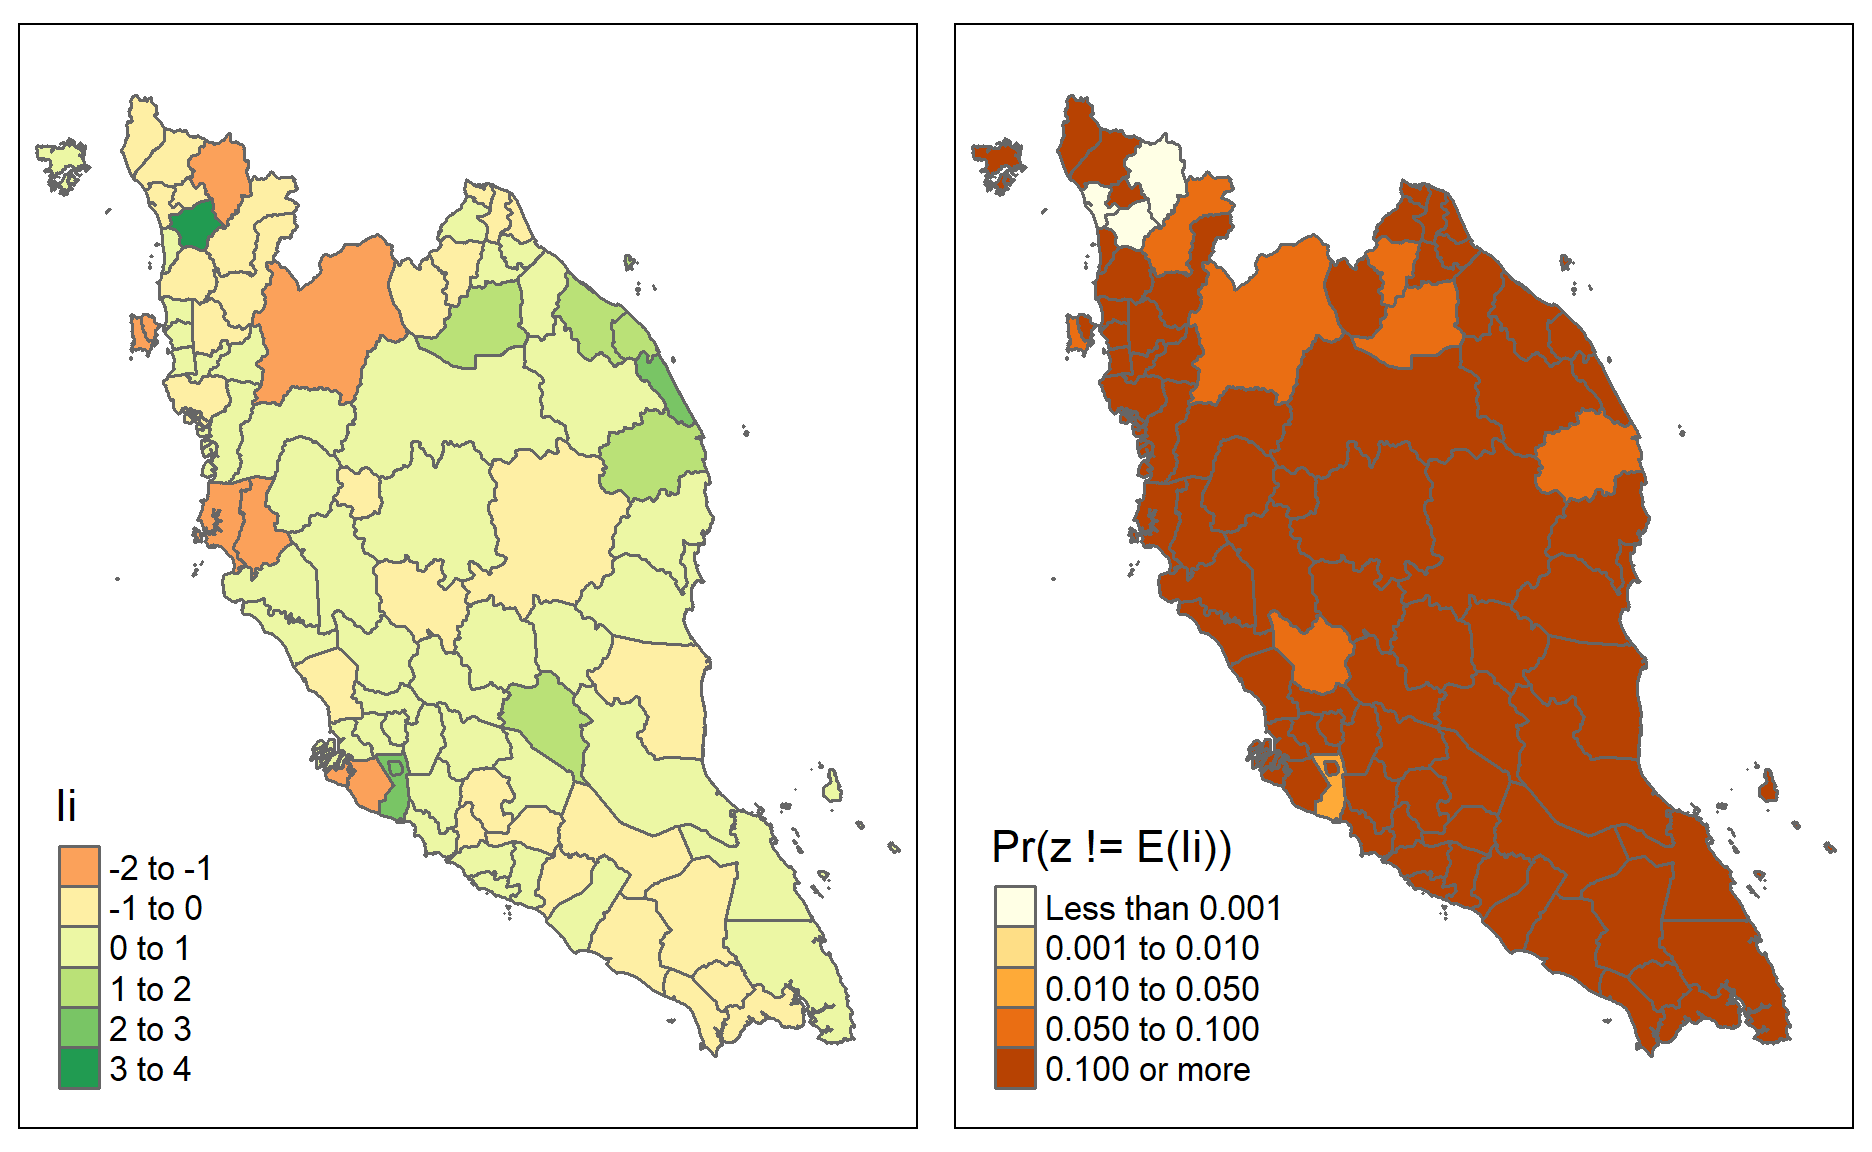 Ii
-2 to -1
-1 to 0
0 to 1
1 to 2
2 to 3
3 to 4
Pr(z != E(Ii))
Less than 0.001
0.001 to 0.010
0.010 to 0.050
0.050 to 0.100
0.100 or more